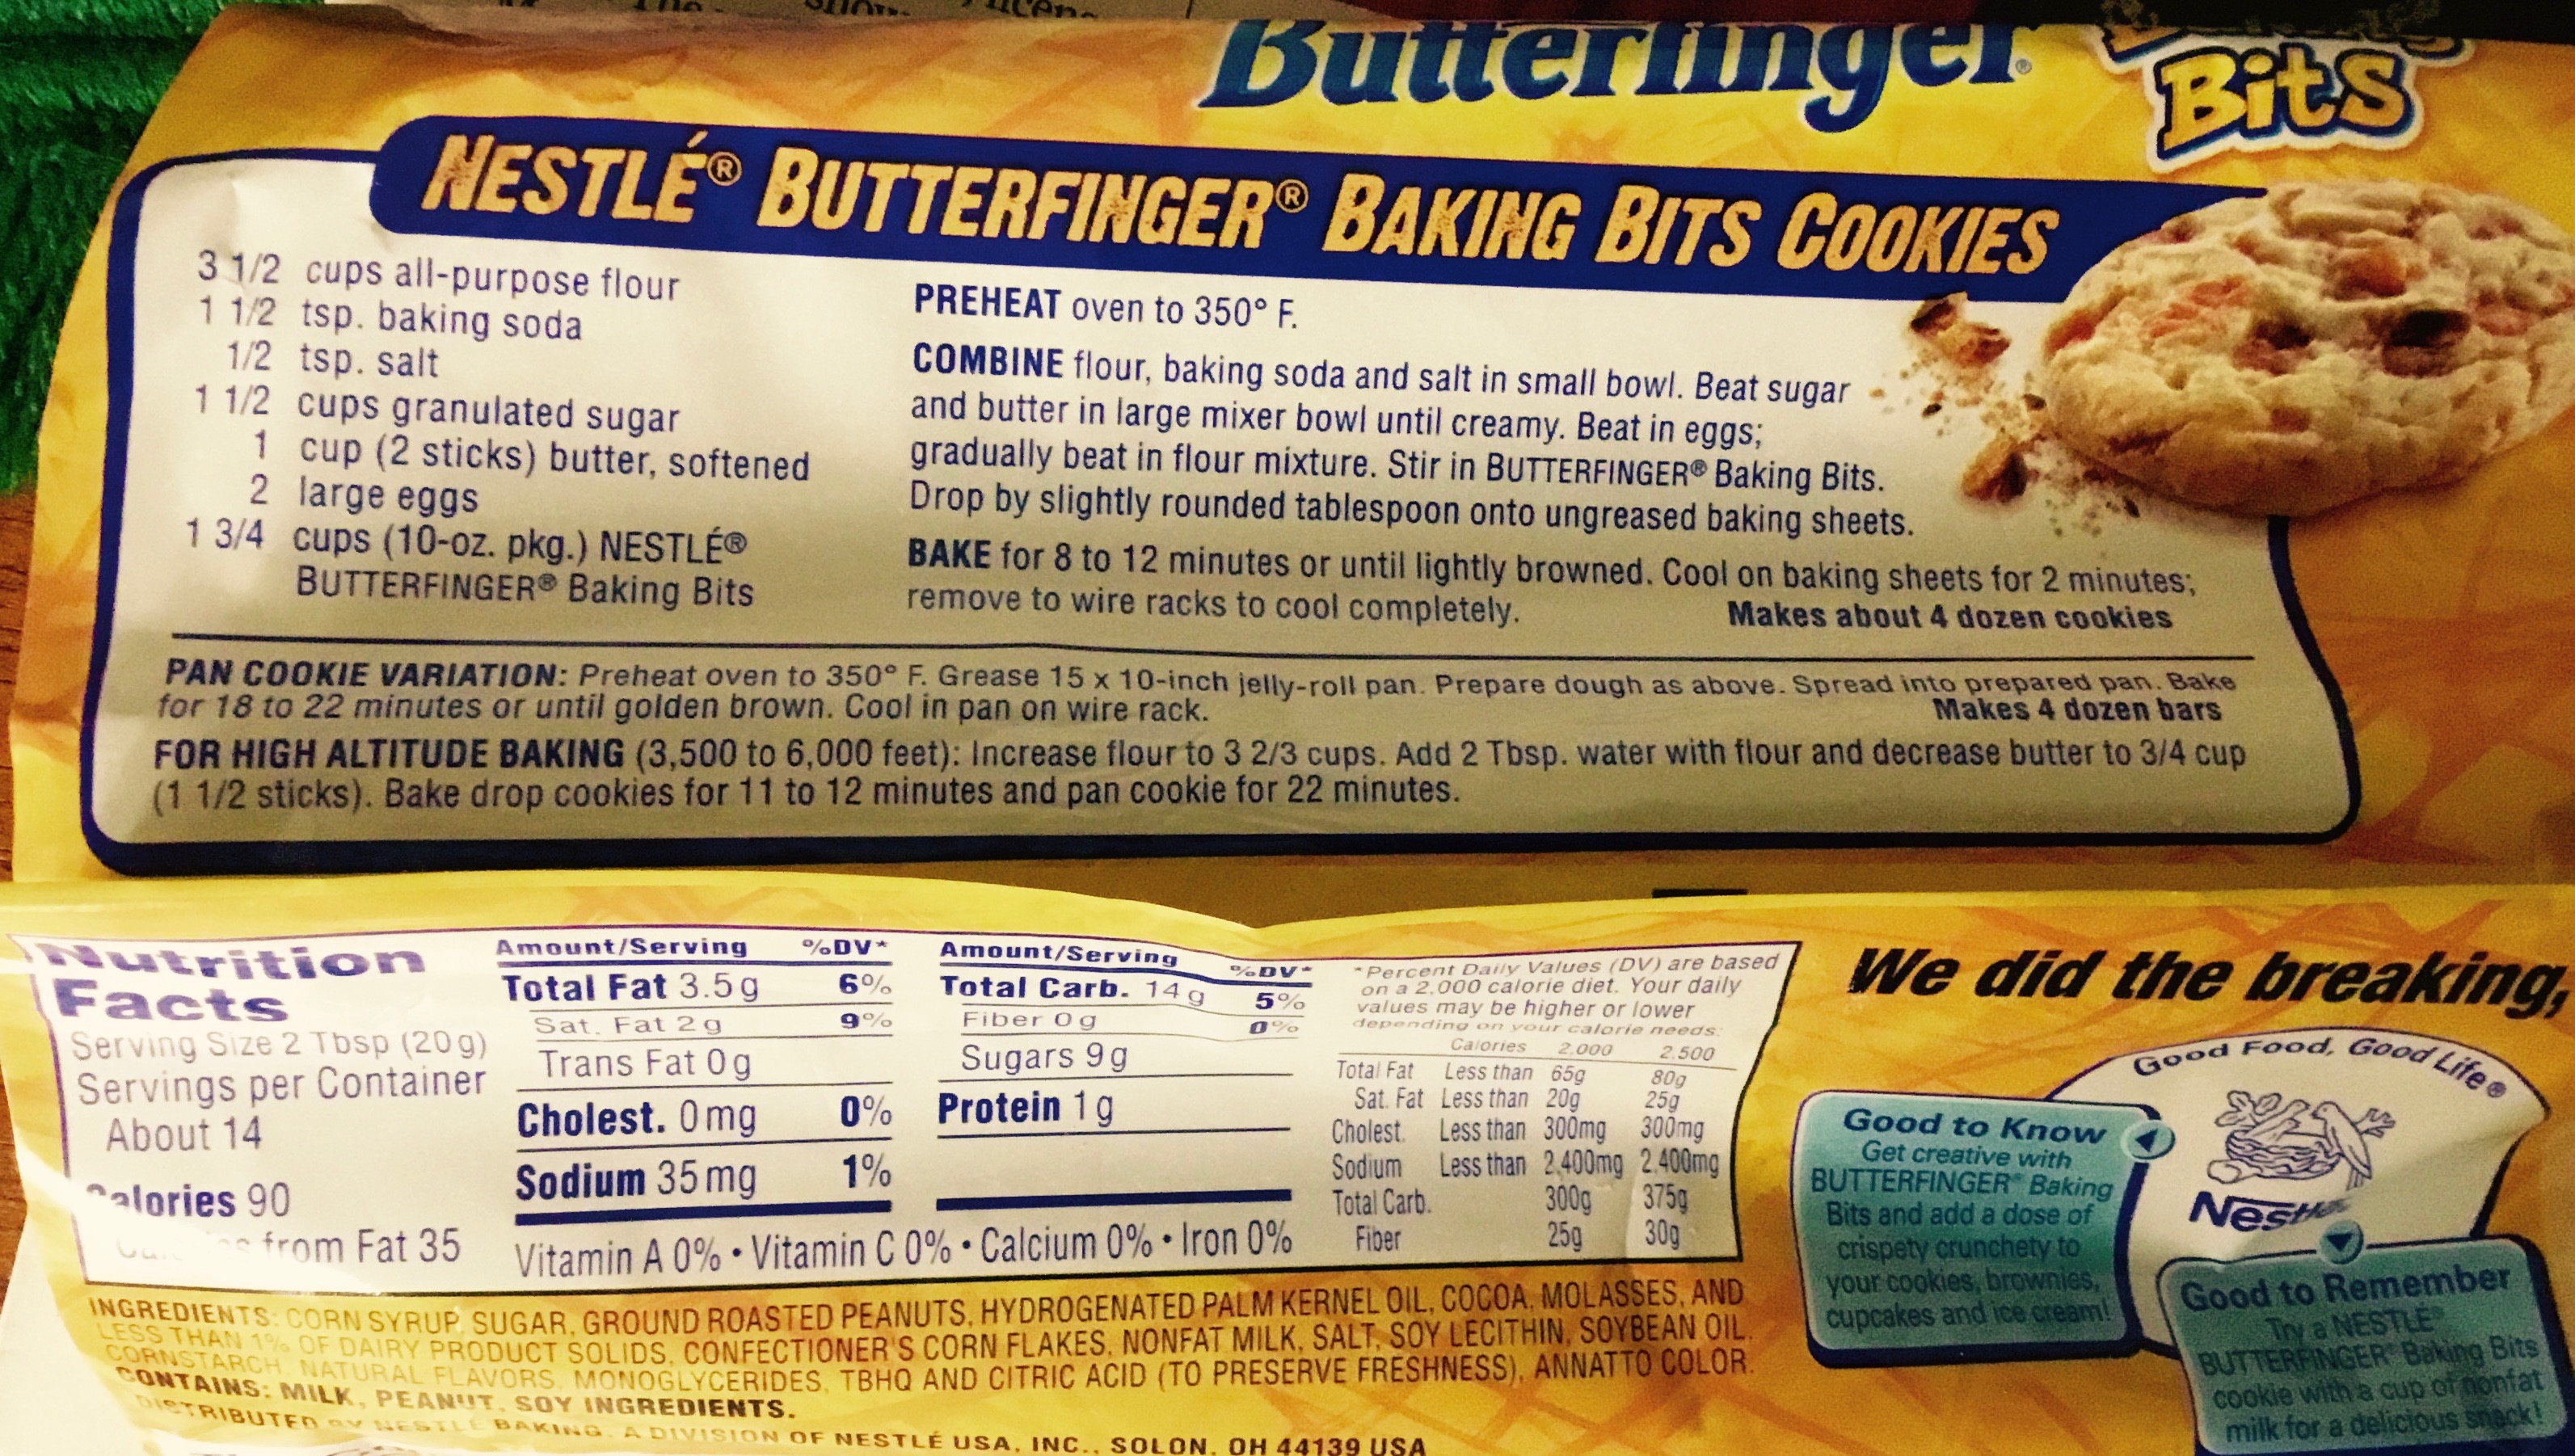 Butterfinger®
Bits
NESTLÉ® BUTTERFINGER® BAKING BITS COOKIES
3 1/2 cups all-purpose flour
1 1/2 tsp. baking soda
1/2 tsp. salt
1 1/2 cups granulated sugar
1 cup (2 sticks) butter, softened
2 large eggs
1 3/4 cups (10-oz. pkg.) NESTLÉ®
BUTTERFINGER® Baking Bits
PREHEAT oven to 350° F.
COMBINE flour, baking soda and salt in small bowl. Beat sugar
and butter in large mixer bowl until creamy. Beat in eggs;
gradually beat in flour mixture. Stir in BUTTERFINGER® Baking Bits.
Drop by slightly rounded tablespoon onto ungreased baking sheets.
BAKE for 8 to 12 minutes or until lightly browned. Cool on baking sheets for 2 minutes;
remove to wire racks to cool completely. Makes about 4 dozen cookies
PAN COOKIE VARIATION: Preheat oven to 350° F. Grease 15 x 10-inch jelly-roll pan. Prepare dough as above. Spread into prepared pan. Bake
for 18 to 22 minutes or until golden brown. Cool in pan on wire rack. Makes 4 dozen bars
FOR HIGH ALTITUDE BAKING (3,500 to 6,000 feet): Increase flour to 3 2/3 cups. Add 2 Tbsp. water with flour and decrease butter to 3/4 cup
(1 1/2 sticks). Bake drop cookies for 11 to 12 minutes and pan cookie for 22 minutes.
Nutrition
Facts
Serving Size 2 Tbsp (20g)
Servings per Container
About 14
Calories 90
from Fat 35
Amount/Serving %DV*
Total Fat 3.5g 6%
Sat. Fat 2g 9%
Trans Fat 0g
Cholest. 0mg 0%
Sodium 35mg 1%
Amount/Serving %DV*
Total Carb. 14g 5%
Fiber 0g 0%
Sugars 9g
Protein 1g
Vitamin A 0% • Vitamin C 0% • Calcium 0% • Iron 0%
*Percent Daily Values (DV) are based
on a 2,000 calorie diet. Your daily
values may be higher or lower
depending on your calorie needs:
Calories 2,000 2,500
Total Fat Less than 65g 80g
Sat. Fat Less than 20g 25g
Cholest. Less than 300mg 300mg
Sodium Less than 2,400mg 2,400mg
Total Carb. 300g 375g
Fiber 25g 30g
INGREDIENTS: CORN SYRUP, SUGAR, GROUND ROASTED PEANUTS, HYDROGENATED PALM KERNEL OIL, COCOA, MOLASSES, AND
LESS THAN 1% OF DAIRY PRODUCT SOLIDS, CONFECTIONER'S CORN FLAKES, NONFAT MILK, SALT, SOY LECITHIN, SOYBEAN OIL,
CORNSTARCH, NATURAL FLAVORS, MONOGLYCERIDES, TBHQ AND CITRIC ACID (TO PRESERVE FRESHNESS), ANNATTO COLOR.
CONTAINS: MILK, PEANUT, SOY INGREDIENTS.
DISTRIBUTED BY NESTLÉ BAKING, A DIVISION OF NESTLÉ USA, INC., SOLON, OH 44139 USA
We did the breaking,
Good Food, Good Life®
Nestlé
Good to Know
Get creative with
BUTTERFINGER® Baking
Bits and add a dose of
crispety crunchety to
your cookies, brownies,
cupcakes and ice cream!
Good to Remember
Try a NESTLÉ®
BUTTERFINGER® Baking Bits
cookie with a cup of nonfat
milk for a delicious snack!